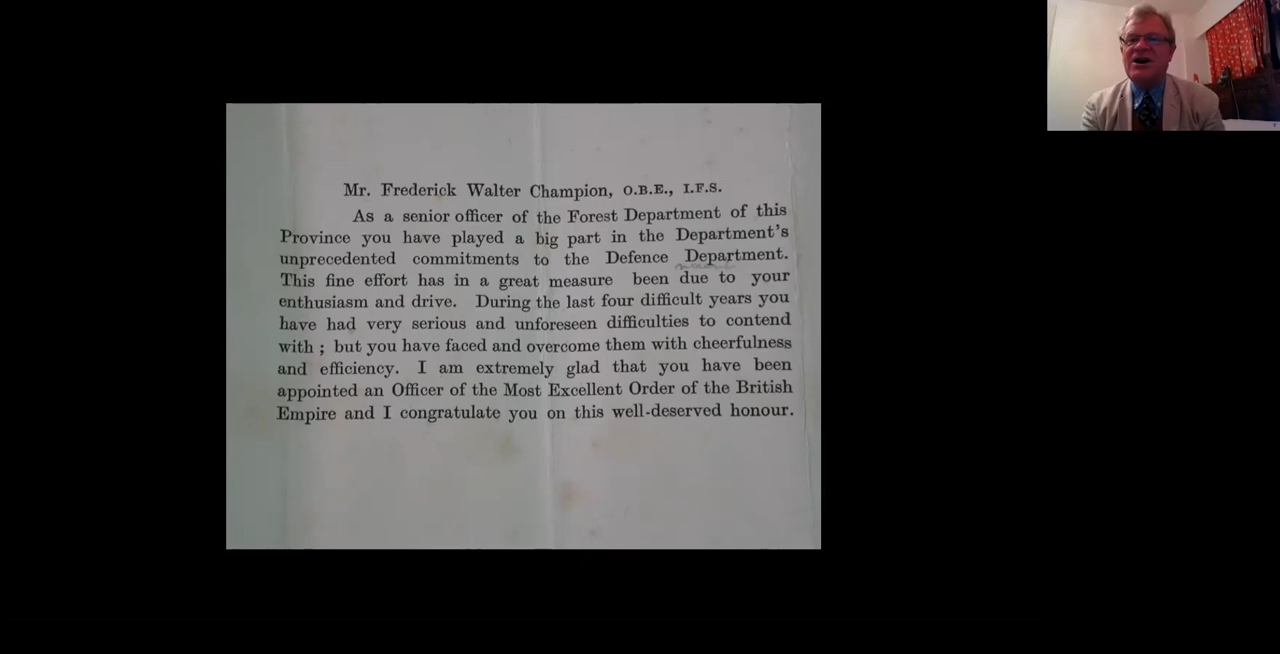 Mr. Frederick Walter Champion, O.B.E., I.F.S.
As a senior officer of the Forest Department of this
Province you have played a big part in the Department's
unprecedented commitments to the Defence Department.
This fine effort has in a great measure been due to your
enthusiasm and drive. During the last four difficult years you
have had very serious and unforeseen difficulties to contend
with ; but you have faced and overcome them with cheerfulness
and efficiency. I am extremely glad that you have been
appointed an Officer of the Most Excellent Order of the British
Empire and I congratulate you on this well-deserved honour.